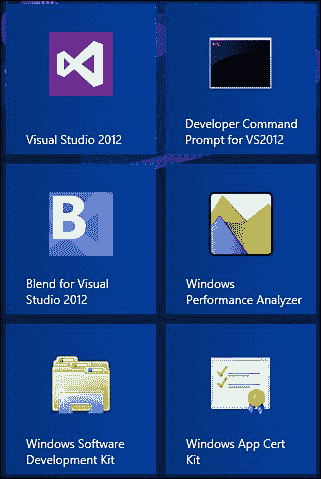 Visual Studio 2012
Developer Command
Prompt for VS2012
B
Blend for Visual
Studio 2012
Windows
Performance Analyzer
Windows Software
Development Kit
Windows App Cert
Kit